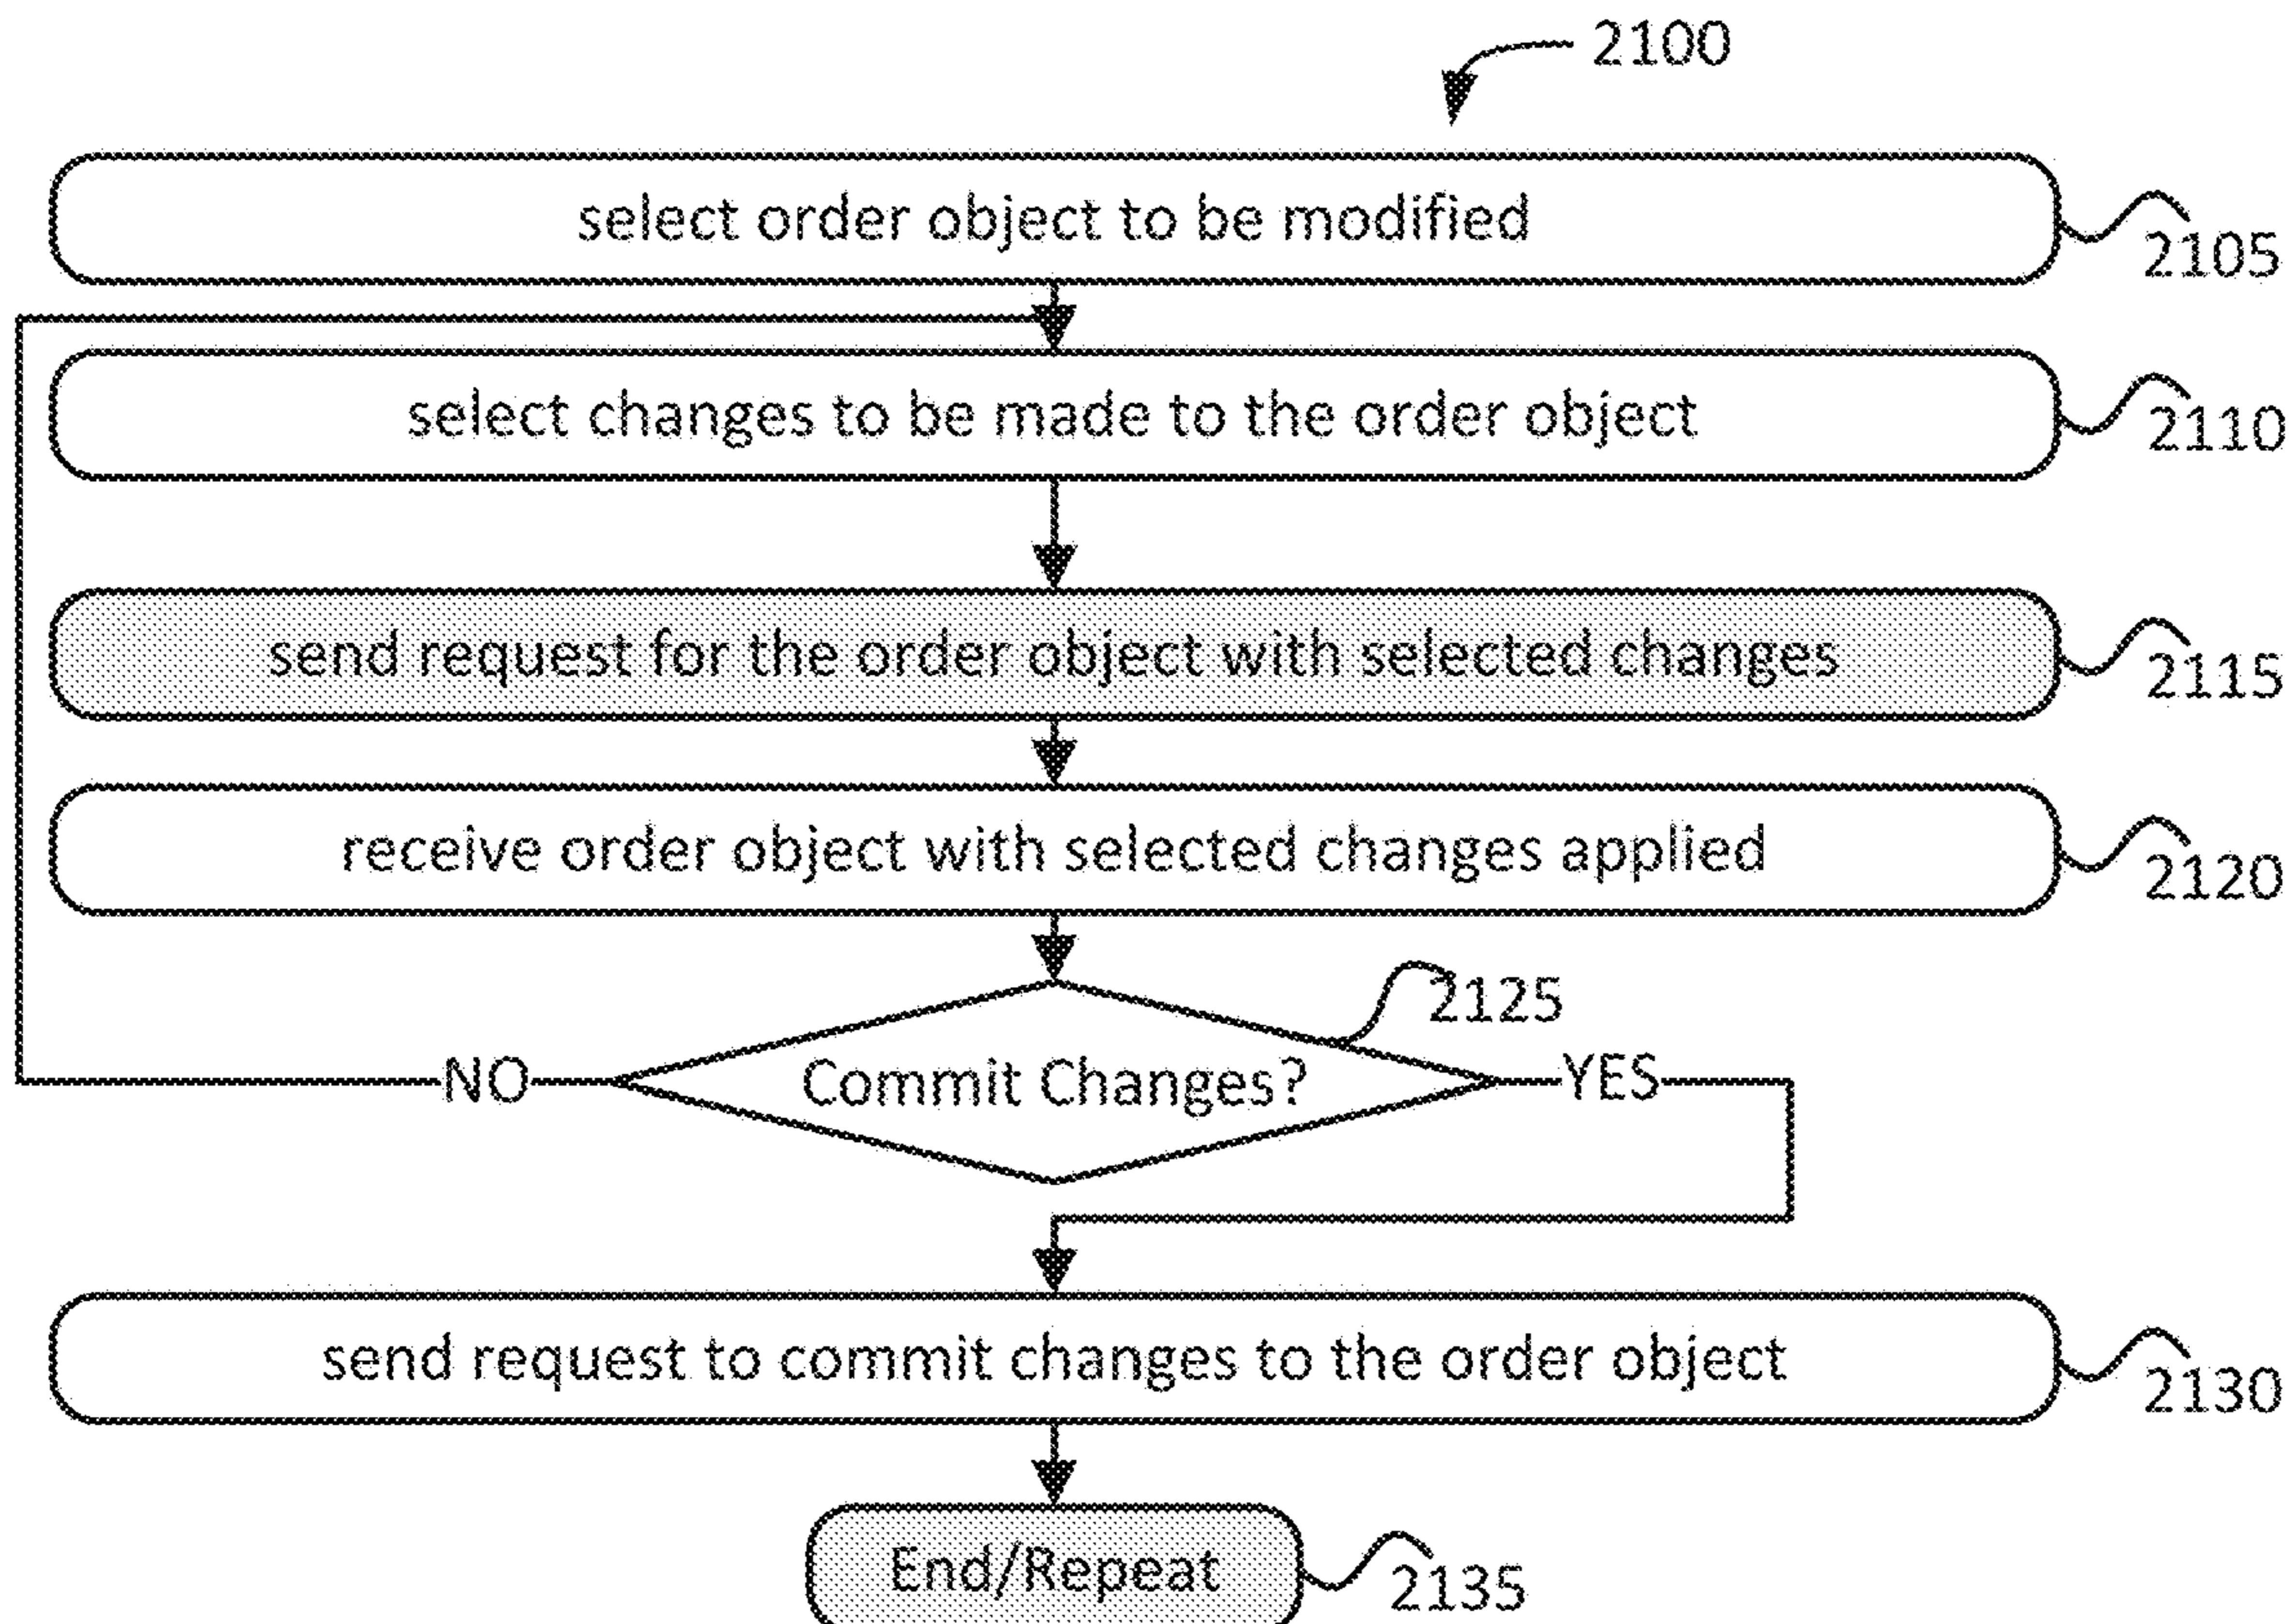 2100
select order object to be modified
2105
select changes to be made to the order object
2110
send request for the order object with selected changes
2115
receive order object with selected changes applied
2120
2125
NO
Commit Changes?
YES
send request to commit changes to the order object
2130
End/Repeat
2135